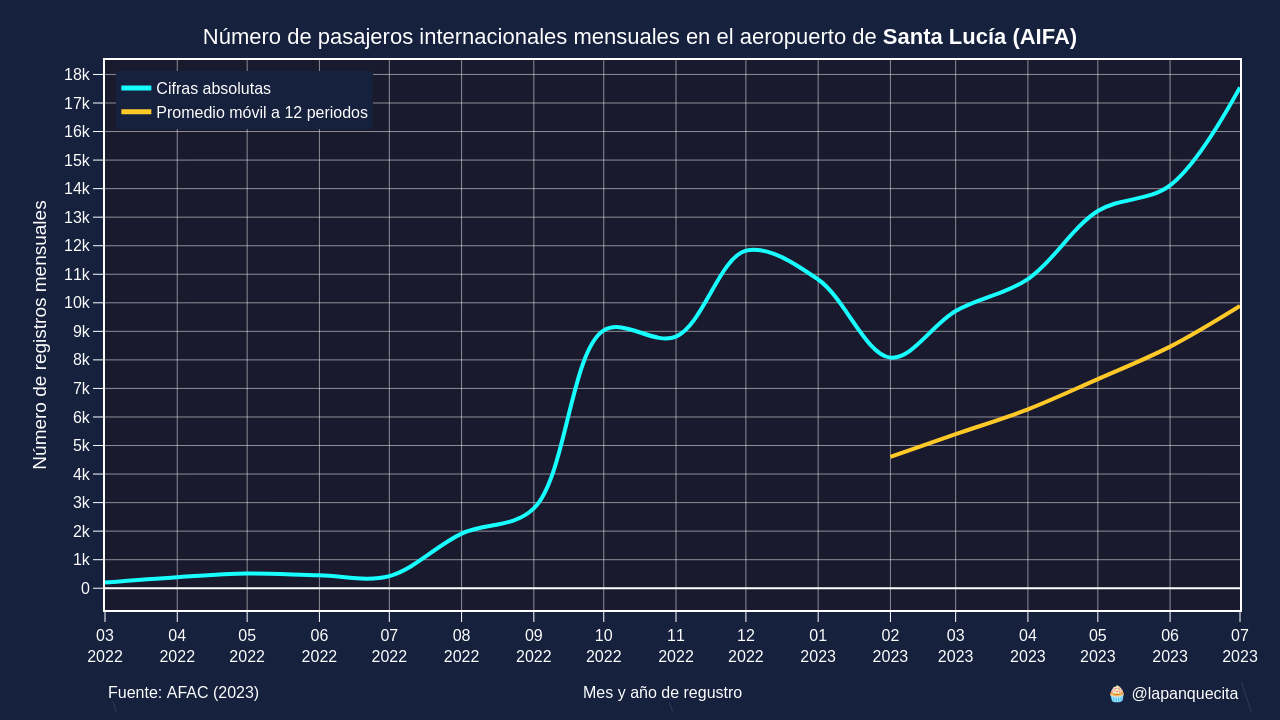 Número de pasajeros internacionales mensuales en el aeropuerto de Santa Lucía (AIFA)
Cifras absolutas
Promedio móvil a 12 periodos
Número de registros mensuales
18k
17k
16k
15k
14k
13k
12k
11k
10k
9k
8k
7k
6k
5k
4k
3k
2k
1k
0
03 04 05 06 07 08 09 10 11 12 01 02 03 04 05 06 07
2022 2022 2022 2022 2022 2022 2022 2022 2022 2022 2023 2023 2023 2023 2023 2023 2023
Fuente: AFAC (2023) Mes y año de regustro 🧁 @lapanquecita